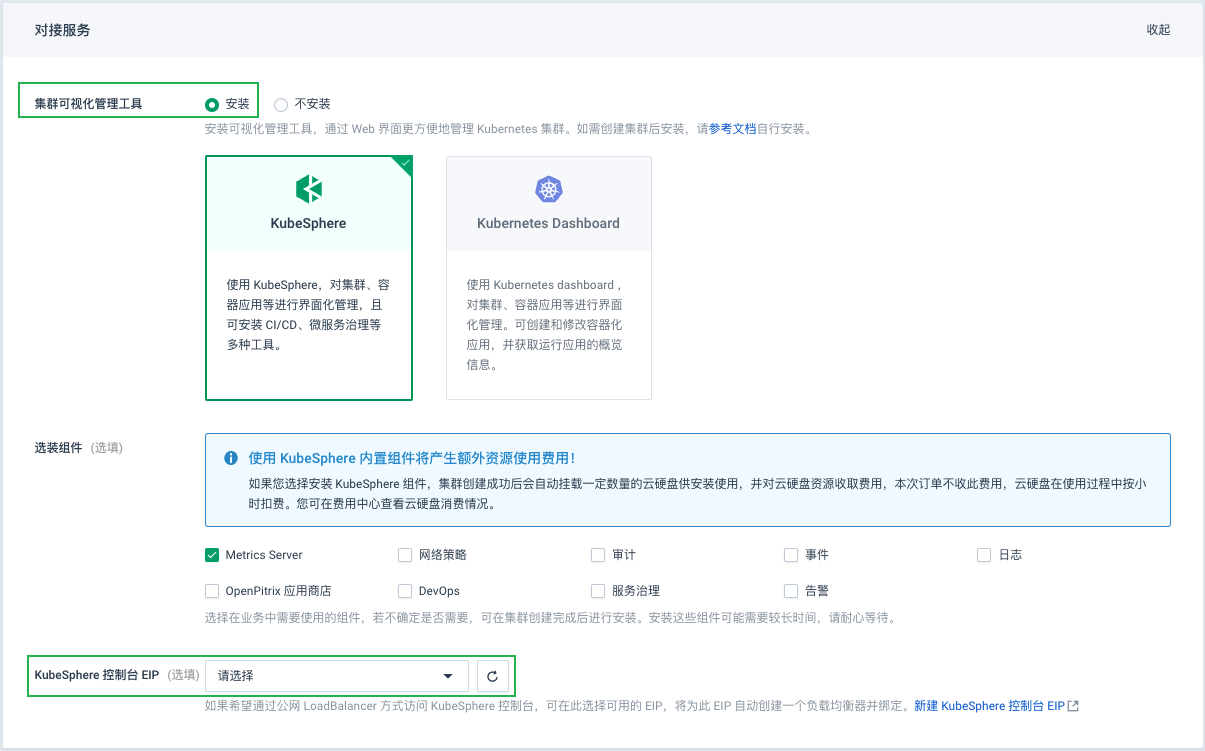 对接服务
收起
集群可视化管理工具 安装 不安装
安装可视化管理工具，通过 Web 界面更方便地管理 Kubernetes 集群。如需创建集群后安装，请参考文档自行安装。
KubeSphere
使用 KubeSphere，对集群、容
器应用等进行界面化管理，且
可安装 CI/CD、微服务治理等
多种工具。
Kubernetes Dashboard
使用 Kubernetes dashboard ,
对集群、容器应用等进行界面
化管理。可创建和修改容器化
应用，并获取运行应用的概览
信息。
选装组件 (选填)
使用 KubeSphere 内置组件将产生额外资源使用费用！
如果您选择安装 KubeSphere 组件，集群创建成功后会自动挂载一定数量的云硬盘供安装使用，并对云硬盘资源收取费用，本次订单不收此费用，云硬盘在使用过程中按小
时扣费。您可在费用中心查看云硬盘消费情况。
Metrics Server 网络策略 审计 事件 日志
OpenPitrix 应用商店 DevOps 服务治理 告警
选择在业务中需要使用的组件，若不确定是否需要，可在集群创建完成后进行安装。安装这些组件可能需要较长时间，请耐心等待。
KubeSphere 控制台 EIP (选填) 请选择
如果希望通过公网 LoadBalancer 方式访问 KubeSphere 控制台，可在此选择可用的 EIP，将为此 EIP 自动创建一个负载均衡器并绑定。新建 KubeSphere 控制台 EIP